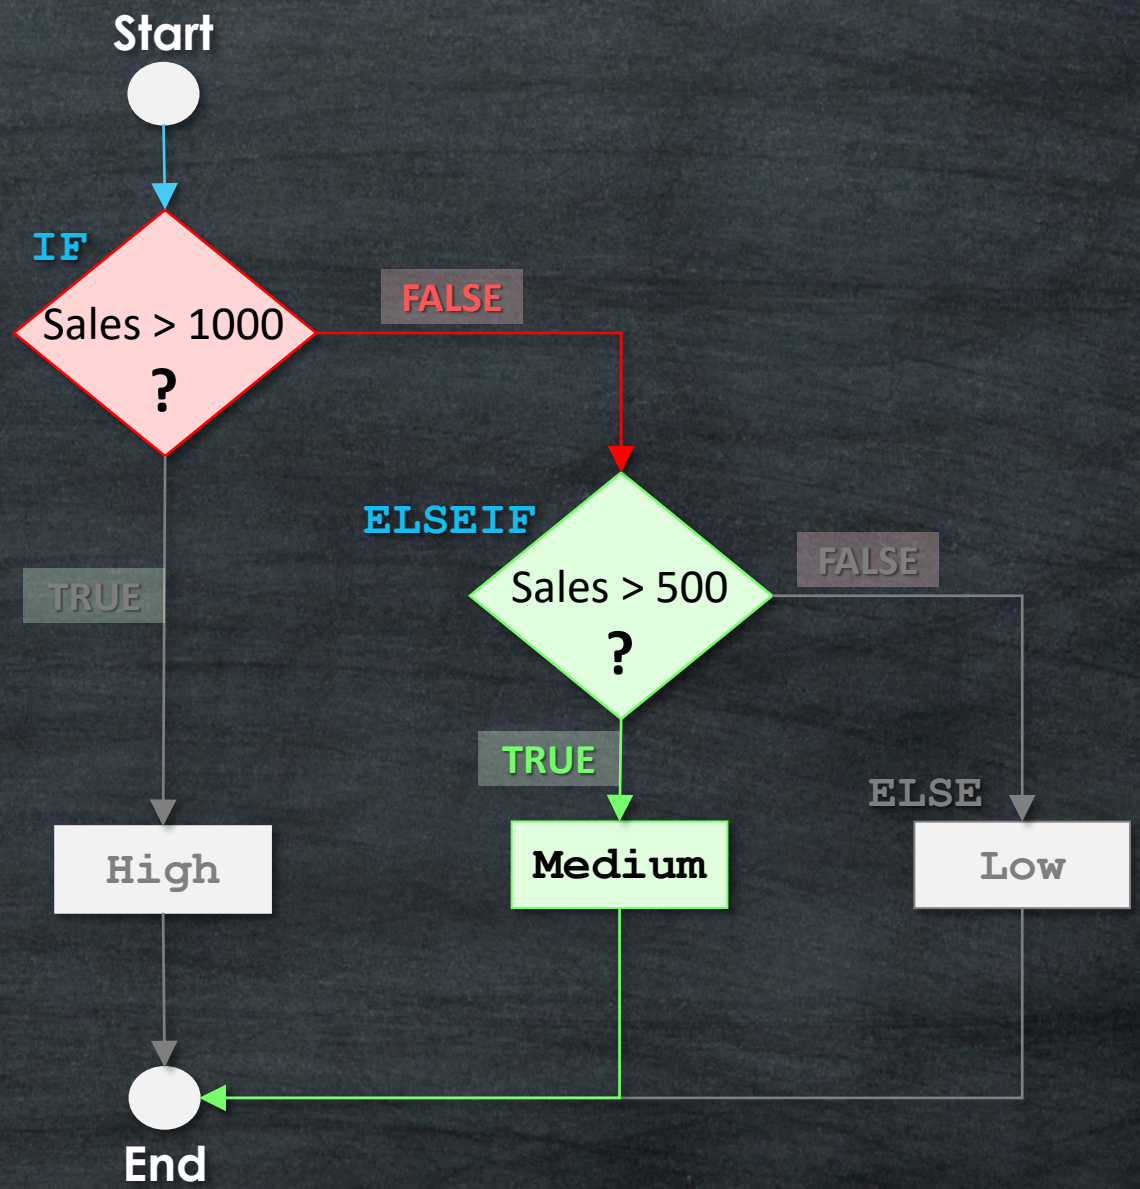 Start
IF
FALSE
Sales > 1000
?
ELSEIF
FALSE
Sales > 500
TRUE
?
TRUE
ELSE
High
Medium
Low
End